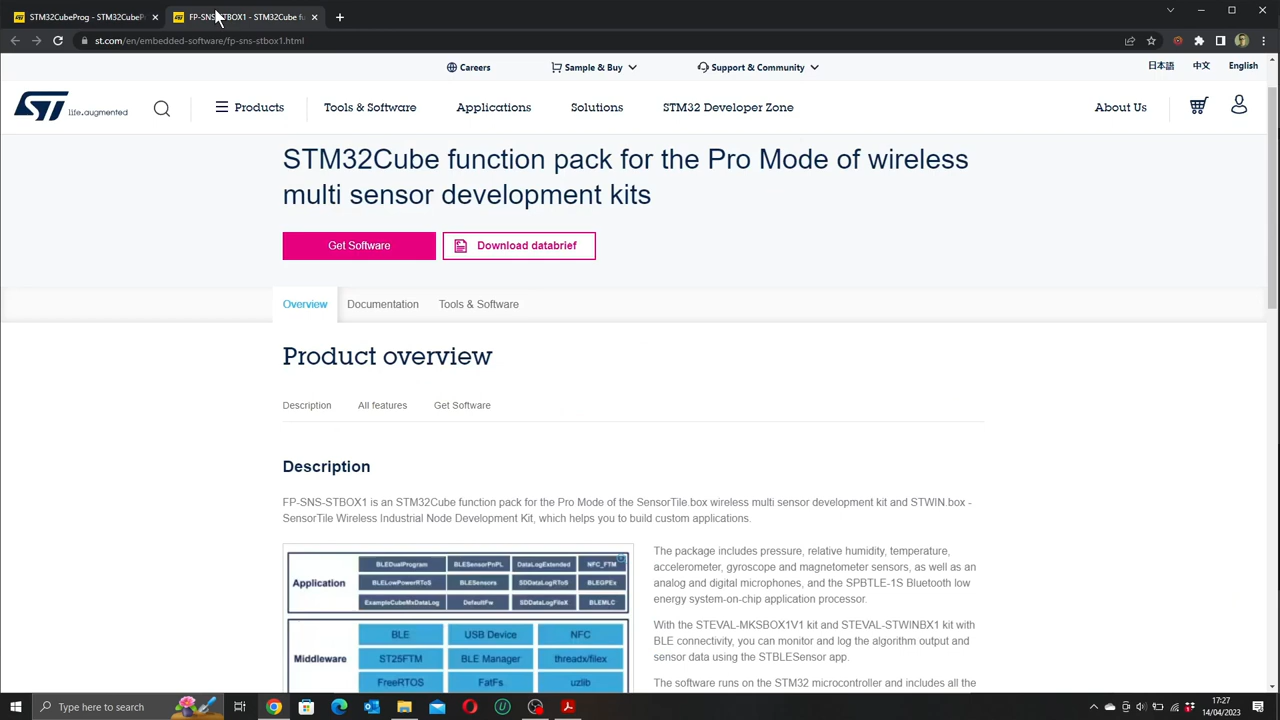 STM32CubeProg - STM32Cu
FP-SNS-STBOX1 - STM32Cube fu
st.com/en/embedded-software/fp-sns-stbox1.html
Careers
Sample & Buy
Support & Community
日本語
中文
English
life.augmented
Products
Tools & Software
Applications
Solutions
STM32 Developer Zone
About Us
STM32Cube function pack for the Pro Mode of wireless
multi sensor development kits
Get Software
Download databrief
Overview
Documentation
Tools & Software
Product overview
Description
All features
Get Software
Description
FP-SNS-STBOX1 is an STM32Cube function pack for the Pro Mode of the SensorTile.box wireless multi sensor development kit and STWIN.box -
SensorTile Wireless Industrial Node Development Kit, which helps you to build custom applications.
Application
BLEDualProgram
BLESensorPnPL
DataLogExtended
NFC_FTM
BLELowPowerRToS
BLESensors
SDDataLogRToS
BLEGPEx
ExampleCubeMxDataLog
DefaultFw
SDDataLogFileX
BLEMLC
Middleware
BLE
USB Device
NFC
ST25FTM
BLE Manager
threadx/filex
FreeRTOS
FatFs
uzlib
The package includes pressure, relative humidity, temperature,
accelerometer, gyroscope and magnetometer sensors, as well as an
analog and digital microphones, and the SPBTLE-1S Bluetooth low
energy system-on-chip application processor.
With the STEVAL-MKSBOX1V1 kit and STEVAL-STWINBX1 kit with
BLE connectivity, you can monitor and log the algorithm output and
sensor data using the STBLESensor app.
The software runs on the STM32 microcontroller and includes all the
Type here to search
17:27
14/04/2023